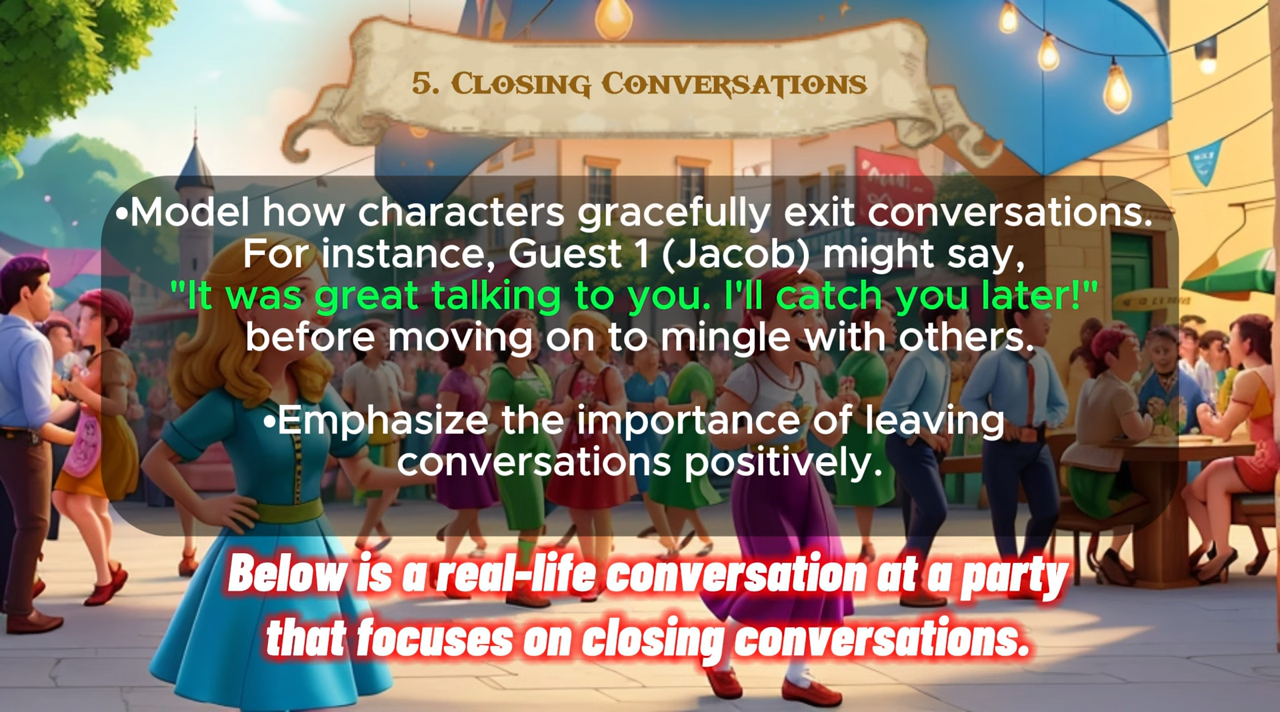 5. Closing Conversations
•Model how characters gracefully exit conversations.
For instance, Guest 1 (Jacob) might say,
"It was great talking to you. I'll catch you later!"
before moving on to mingle with others.
•Emphasize the importance of leaving
conversations positively.
Below is a real-life conversation at a party
that focuses on closing conversations.